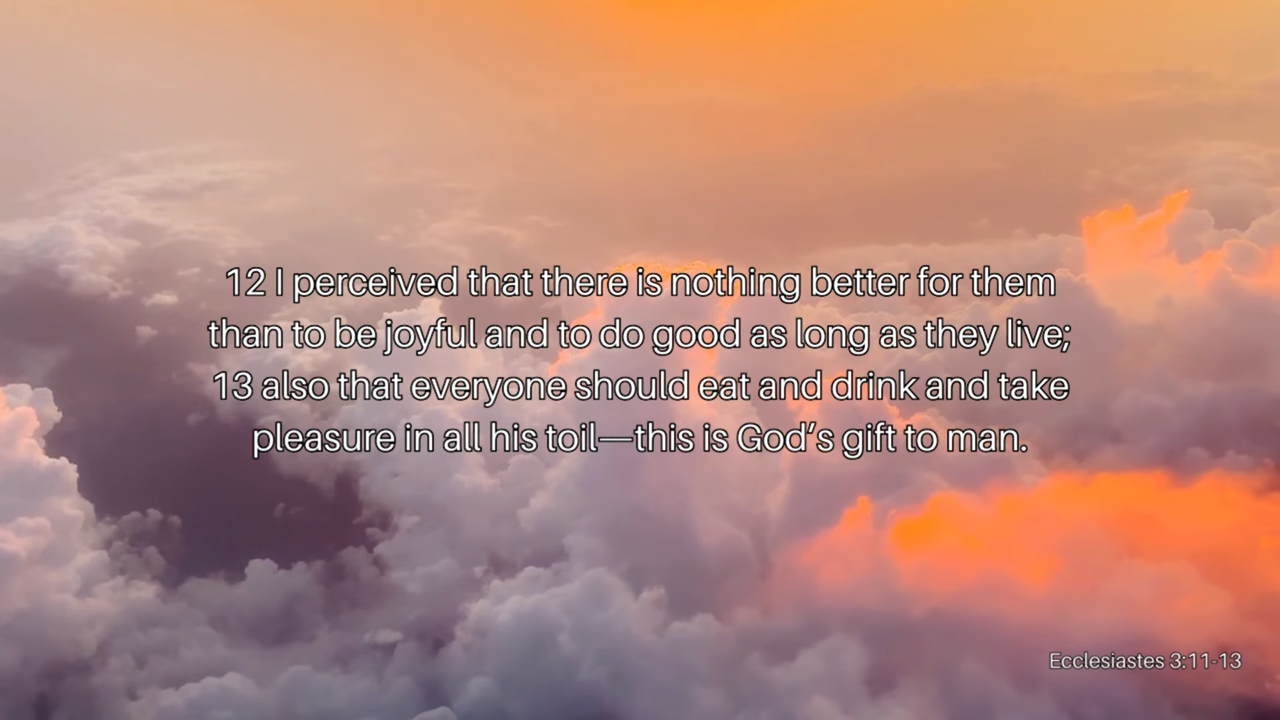 12 I perceived that there is nothing better for them
than to be joyful and to do good as long as they live;
13 also that everyone should eat and drink and take
pleasure in all his toil—this is God’s gift to man.
Ecclesiastes 3:11-13